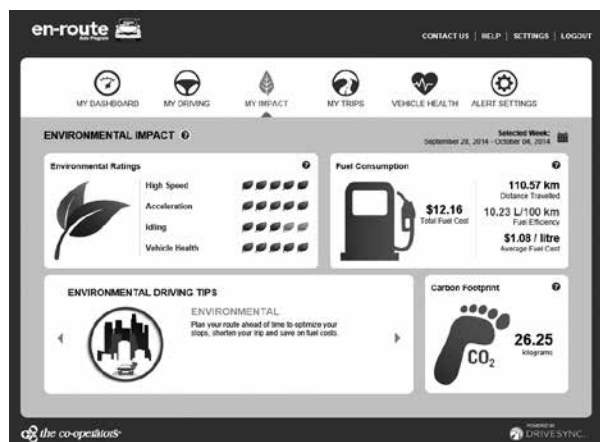 en-route
Auto Program
CONTACT US | HELP | SETTINGS | LOGOUT
MY DASHBOARD MY DRIVING MY IMPACT MY TRIPS VEHICLE HEALTH ALERT SETTINGS
ENVIRONMENTAL IMPACT ?
Selected Week:
September 28, 2014 - October 04, 2014
Environmental Ratings ?
High Speed
Acceleration
Idling
Vehicle Health
Fuel Consumption ?
$12.16
Total Fuel Cost
110.57 km
Distance Travelled
10.23 L/100 km
Fuel Efficiency
$1.08 / litre
Average Fuel Cost
ENVIRONMENTAL DRIVING TIPS
ENVIRONMENTAL
Plan your route ahead of time to optimize your
stops, shorten your trip and save on fuel costs.
Carbon Footprint ?
CO2
26.25
kilograms
the co-operators
POWERED BY
DRIVESYNC